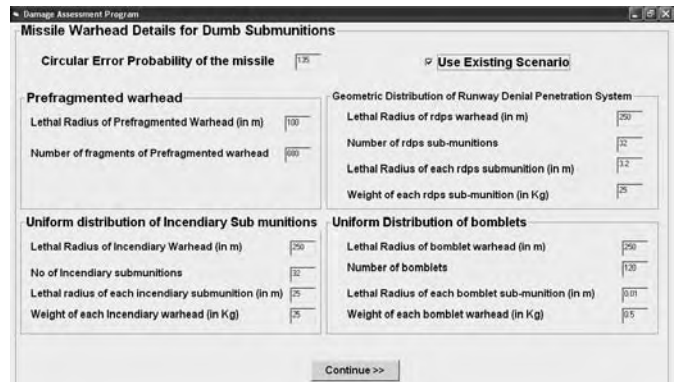 Damage Assessment Program
Missile Warhead Details for Dumb Submunitions
Circular Error Probability of the missile
Use Existing Scenario
Prefragmented warhead
Lethal Radius of Prefragmented Warhead (in m) 100
Number of fragments of Prefragmented warhead
Geometric Distribution of Runway Denial Penetration System
Lethal Radius of rdps warhead (in m) 250
Number of rdps sub-munitions 32
Lethal Radius of each rdps submunition (in m) 3.2
Weight of each rdps sub-munition (in Kg) 25
Uniform distribution of Incendiary Sub munitions
Lethal Radius of Incendiary Warhead (in m) 250
No of Incendiary submunitions 32
Lethal radius of each incendiary submunition (in m) 25
Weight of each Incendiary warhead (in Kg) 25
Uniform Distribution of bomblets
Lethal Radius of bomblet warhead (in m) 250
Number of bomblets 120
Lethal Radius of each bomblet sub-munition (in m) 0.01
Weight of each bomblet warhead (in Kg) 0.5
Continue >>